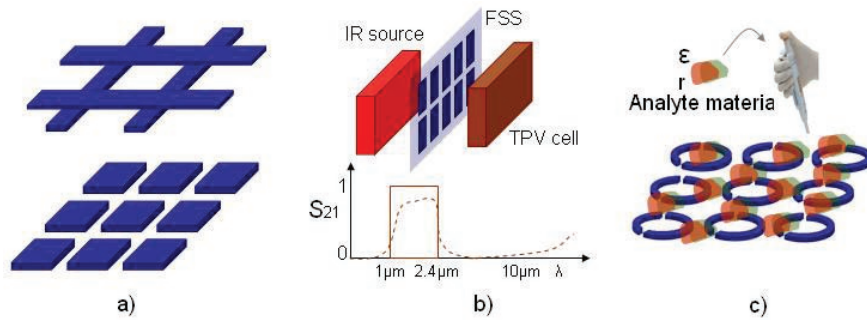 IR source
FSS
TPV cell
S21
1
0
1μm
2.4μm
10μm
λ
ε
r
Analyte materia
a)
b)
c)